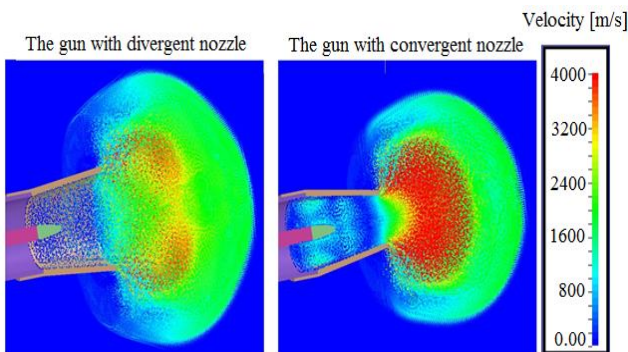 Velocity [m/s]
The gun with divergent nozzle
The gun with convergent nozzle
4000
3200
2400
1600
800
0.00